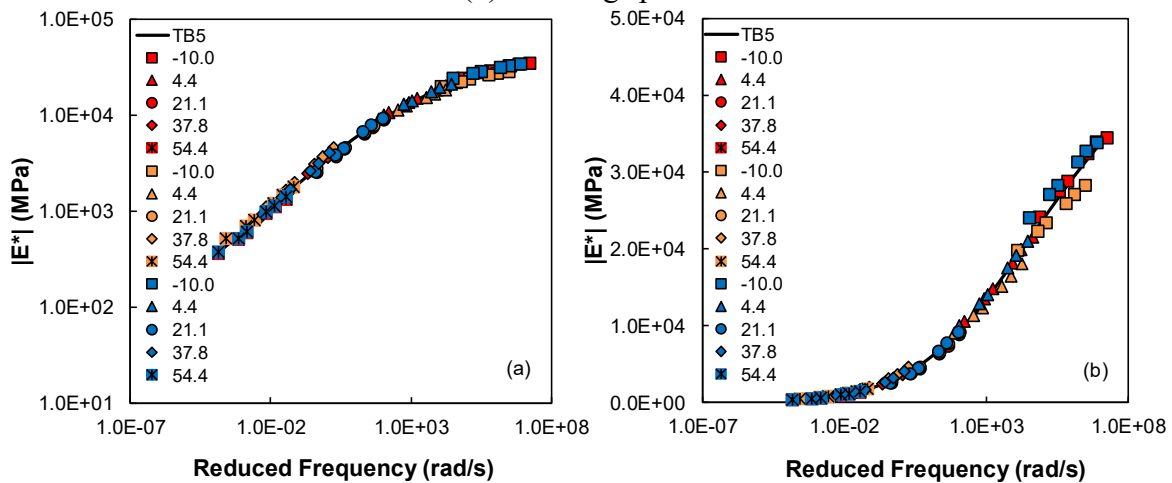 1.0E+05
1.0E+04
1.0E+03
1.0E+02
1.0E+01
|E*| (MPa)
TB5
-10.0
4.4
21.1
37.8
54.4
-10.0
4.4
21.1
37.8
54.4
-10.0
4.4
21.1
37.8
54.4
(a)
1.0E-07
1.0E-02
1.0E+03
1.0E+08
Reduced Frequency (rad/s)
5.0E+04
4.0E+04
3.0E+04
2.0E+04
1.0E+04
0.0E+00
|E*| (MPa)
TB5
-10.0
4.4
21.1
37.8
54.4
-10.0
4.4
21.1
37.8
54.4
-10.0
4.4
21.1
37.8
54.4
(b)
1.0E-07
1.0E-02
1.0E+03
1.0E+08
Reduced Frequency (rad/s)